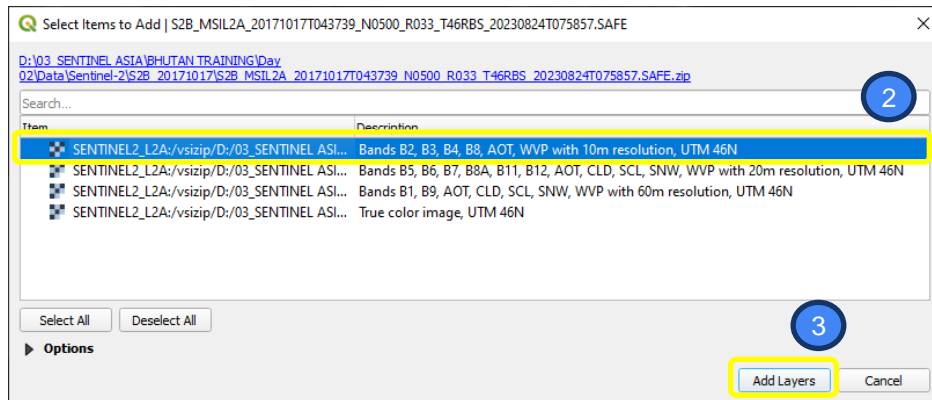 Select Items to Add | S2B_MSIL2A_20171017T043739_N0500_R033_T46RBS_20230824T075857.SAFE
D:\03_SENTINEL ASIA\BHUTAN TRAINING\Day
02\Data\Sentinel-2\S2B_20171017\S2B_MSIL2A_20171017T043739_N0500_R033_T46RBS_20230824T075857.SAFE.zip
Search...
2
Item Description
SENTINEL2_L2A:/vsizip/D:/03_SENTINEL ASI... Bands B2, B3, B4, B8, AOT, WVP with 10m resolution, UTM 46N
SENTINEL2_L2A:/vsizip/D:/03_SENTINEL ASI... Bands B5, B6, B7, B8A, B11, B12, AOT, CLD, SCL, SNW, WVP with 20m resolution, UTM 46N
SENTINEL2_L2A:/vsizip/D:/03_SENTINEL ASI... Bands B1, B9, AOT, CLD, SCL, SNW, WVP with 60m resolution, UTM 46N
SENTINEL2_L2A:/vsizip/D:/03_SENTINEL ASI... True color image, UTM 46N
Select All Deselect All
3
Options
Add Layers Cancel